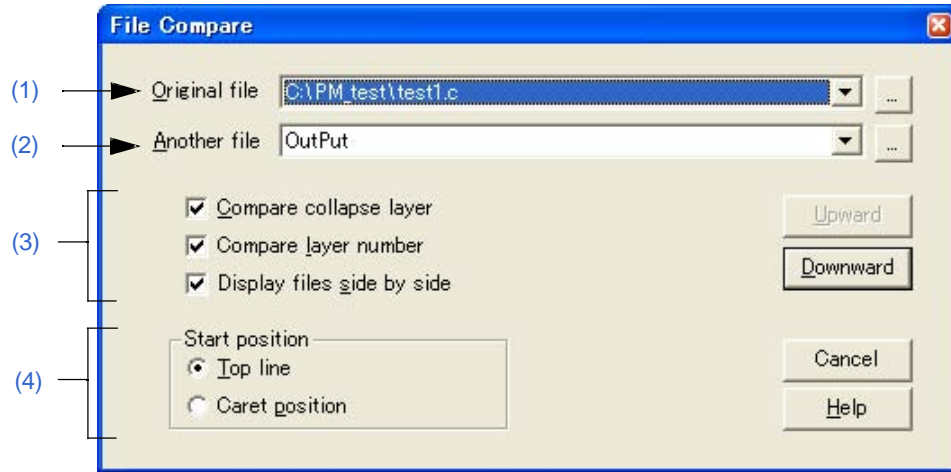 File Compare
(1) Original file C:\PM_test\test1.c ...
(2) Another file OutPut ...
(3)
Compare collapse layer
Upward
Compare layer number
Downward
Display files side by side
(4)
Start position
Top line
Cancel
Caret position
Help